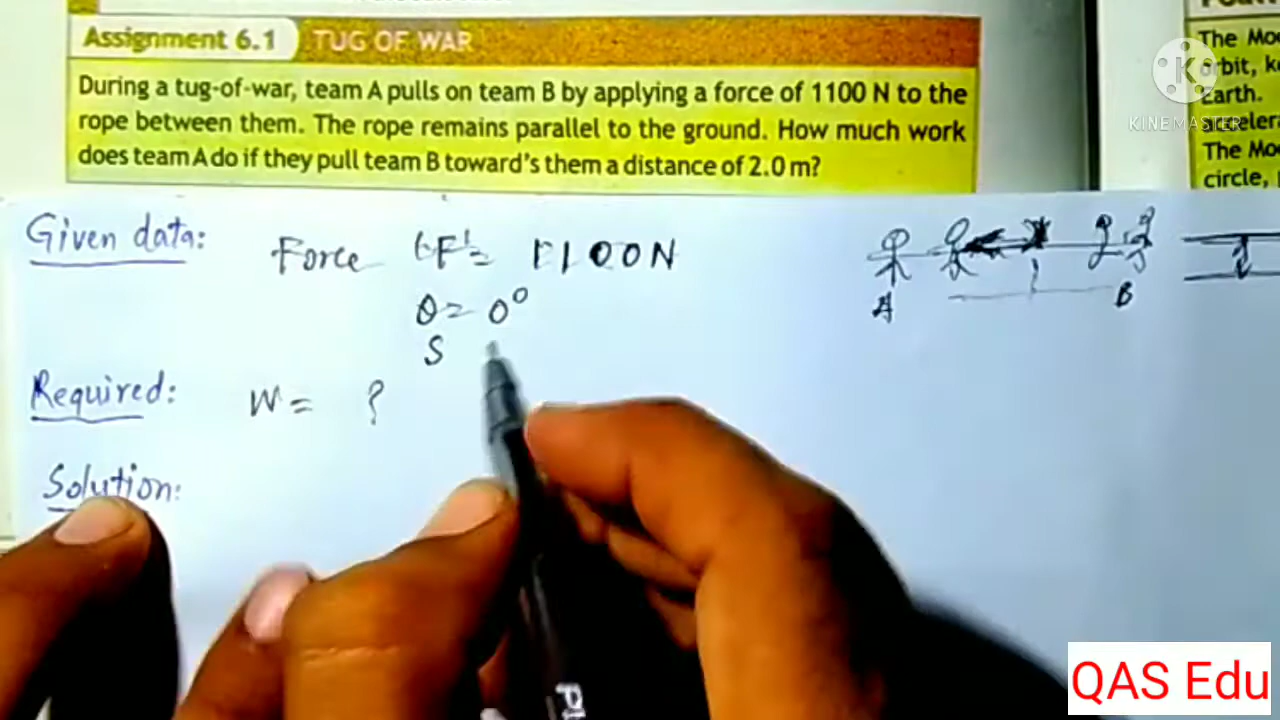 Assignment 6.1 TUG OF WAR
During a tug-of-war, team A pulls on team B by applying a force of 1100 N to the
rope between them. The rope remains parallel to the ground. How much work
does team A do if they pull team B toward's them a distance of 2.0 m?
The Moo
orbit, k
Earth.
The Mo
circle,
K
KINEMASTER
Given data: Force 'F' = 1100N
θ = 0°
S
A
B
Required: W = ?
Solution:
QAS Edu